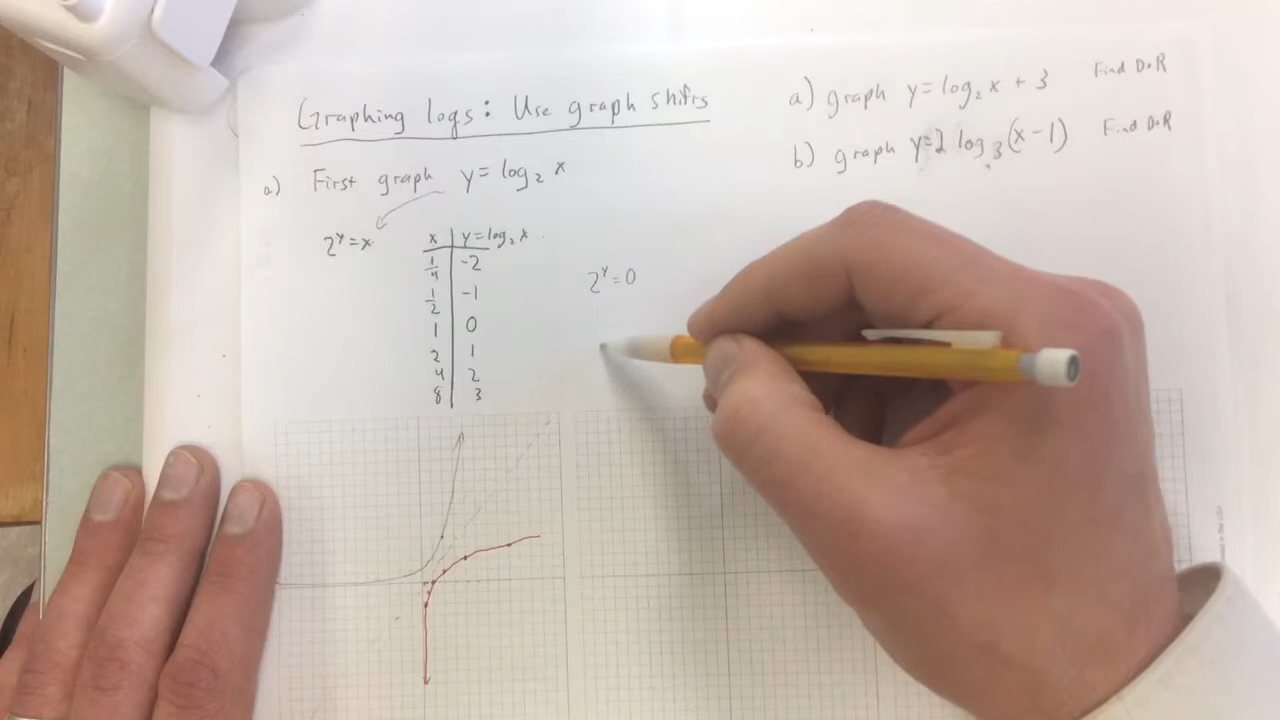 Graphing logs: Use graph shifts
a) graph y = log₂ x + 3 Find D+R
b) graph y=2 log₃(x-1) Find D+R
a) First graph y = log₂ x
2ʸ = x
x y=log₂x
1/4 -2
1/2 -1
1 0
2 1
4 2
8 3
2ʸ = 0